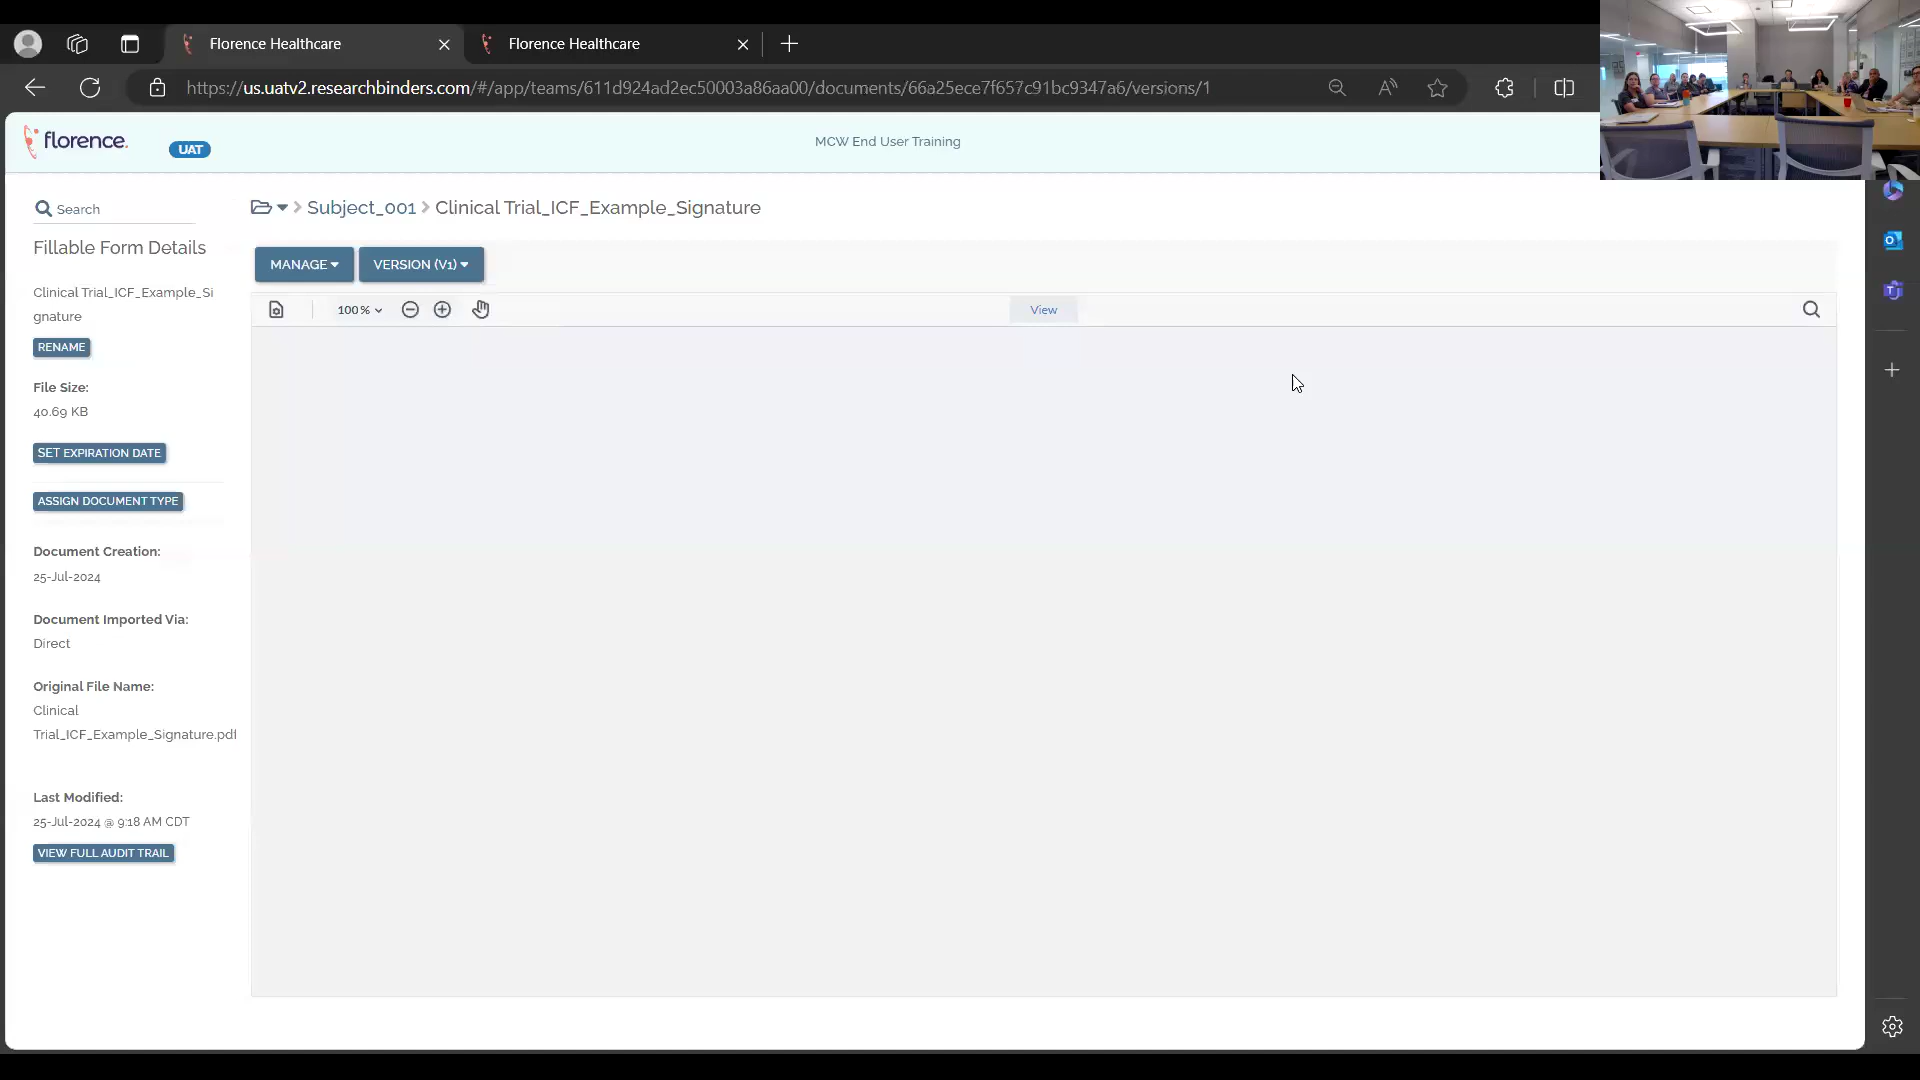 Florence Healthcare
Florence Healthcare
https://us.uatv2.researchbinders.com/#/app/teams/611d924ad2ec50003a86aa00/documents/66a25ece7f657c91bc9347a6/versions/1
florence.
UAT
MCW End User Training
Search
Subject_001 > Clinical Trial_ICF_Example_Signature
Fillable Form Details
MANAGE
VERSION (V1)
Clinical Trial_ICF_Example_Si
gnature
100%
View
RENAME
File Size:
40.69 KB
SET EXPIRATION DATE
ASSIGN DOCUMENT TYPE
Document Creation:
25-Jul-2024
Document Imported Via:
Direct
Original File Name:
Clinical
Trial_ICF_Example_Signature.pdf
Last Modified:
25-Jul-2024 @ 9:18 AM CDT
VIEW FULL AUDIT TRAIL